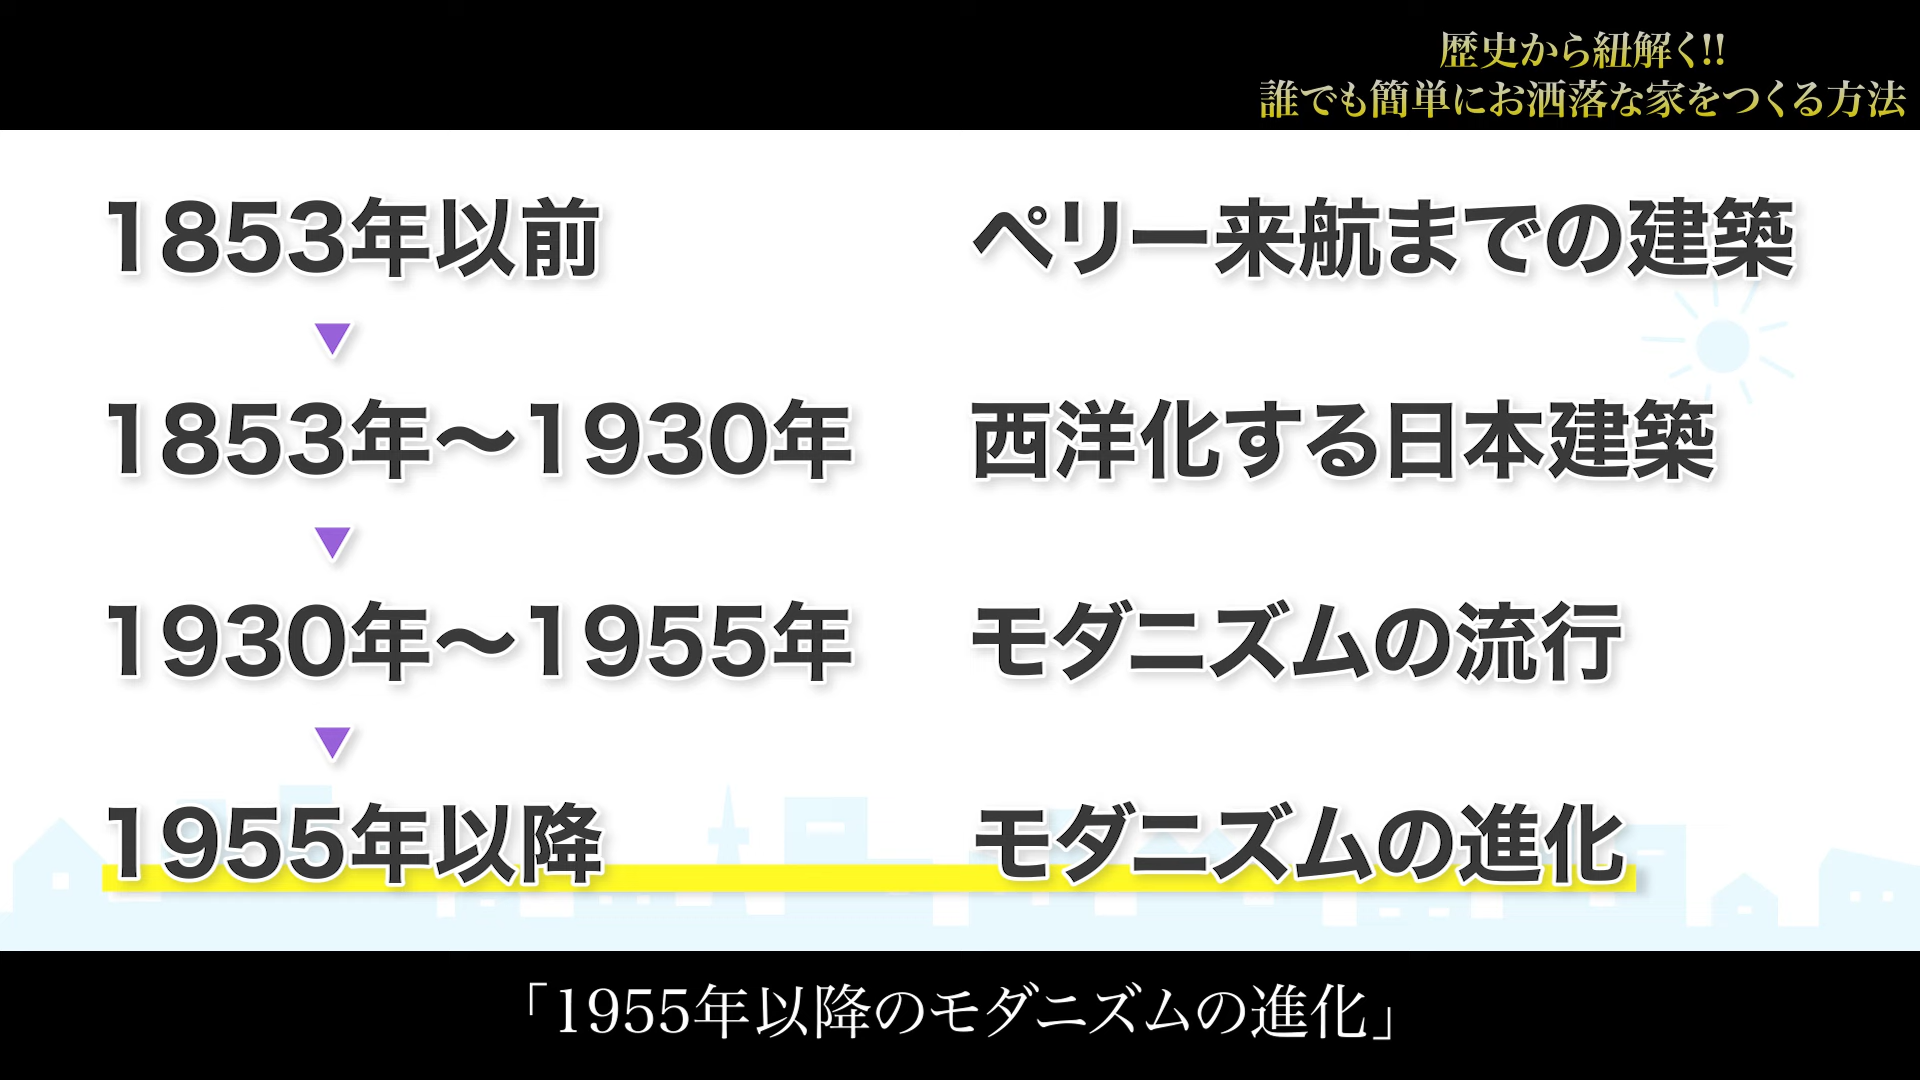 歴史から紐解く!!
誰でも簡単にお洒落な家をつくる方法
1853年以前 ペリー来航までの建築
▼
1853年～1930年 西洋化する日本建築
▼
1930年～1955年 モダニズムの流行
▼
1955年以降 モダニズムの進化
「1955年以降のモダニズムの進化」